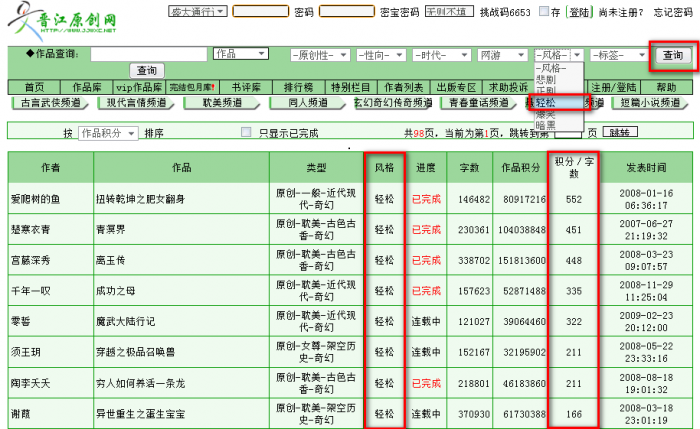 晋江原创网
HTTP://WWW.JJWXC.NET
盛大通行 密码 密宝密码 无则不填 挑战码6653 存 登陆 尚未注册? 忘记密码
◆作品查询: 作品 -原创性- -性向- -时代- 网游 -风格- -标签- 查询
查询
-风格-
悲剧
正剧
轻松
爆笑
暗黑
首页 作品库 vip作品库 完结包月库! 书评库 排行榜 特别栏目 作者列表 出版专区 求助投诉 注册/登陆 帮助
古言武侠频道 现代言情频道 耽美频道 同人频道 玄幻奇幻传奇频道 青春童话频道 频道 短篇小说频道
按 作品积分 排序 只显示已完成 共98页，当前为第1页，跳转到第 页 跳转
作者 作品 类型 风格 进度 字数 作品积分 积分/字数 发表时间
爱爬树的鱼 扭转乾坤之肥女翻身 原创-一般-近代现代-奇幻 轻松 已完成 146482 80917216 552 2008-01-16 06:36:17
楚寒衣青 青溟界 原创-耽美-古色古香-奇幻 轻松 已完成 230361 104038848 451 2007-06-27 21:19:32
宫藤深秀 离玉传 原创-耽美-古色古香-奇幻 轻松 已完成 338702 151813600 448 2008-03-23 09:07:57
千年一叹 成功之母 原创-耽美-近代现代-奇幻 轻松 已完成 157623 52871488 335 2008-11-29 11:25:04
零晢 魔武大陆行记 原创-耽美-近代现代-奇幻 轻松 连载中 121027 39064460 322 2009-02-23 20:12:00
须王玥 穿越之极品召唤兽 原创-女尊-架空历史-奇幻 轻松 连载中 152167 32195902 211 2008-05-22 23:33:16
陶李夭夭 穷人如何养活一条龙 原创-耽美-古色古香-奇幻 轻松 已完成 218801 46183860 211 2008-08-18 19:01:32
谢葭 异世重生之蛋生宝宝 原创-耽美-架空历史-奇幻 轻松 连载中 370930 61730388 166 2008-03-18 23:01:19